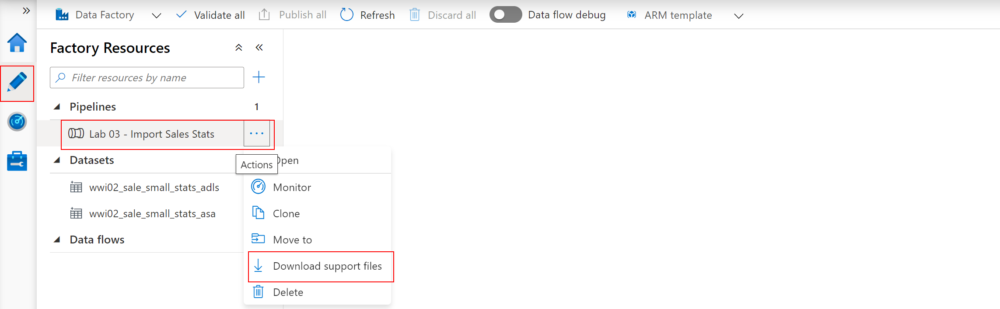 Data Factory
Validate all
Publish all
Refresh
Discard all
Data flow debug
ARM template
Factory Resources
Filter resources by name
Pipelines 1
Lab 03 - Import Sales Stats
Datasets
Actions
pen
wwi02_sale_small_stats_adls
Monitor
wwi02_sale_small_stats_asa
Clone
Data flows
Move to
Download support files
Delete